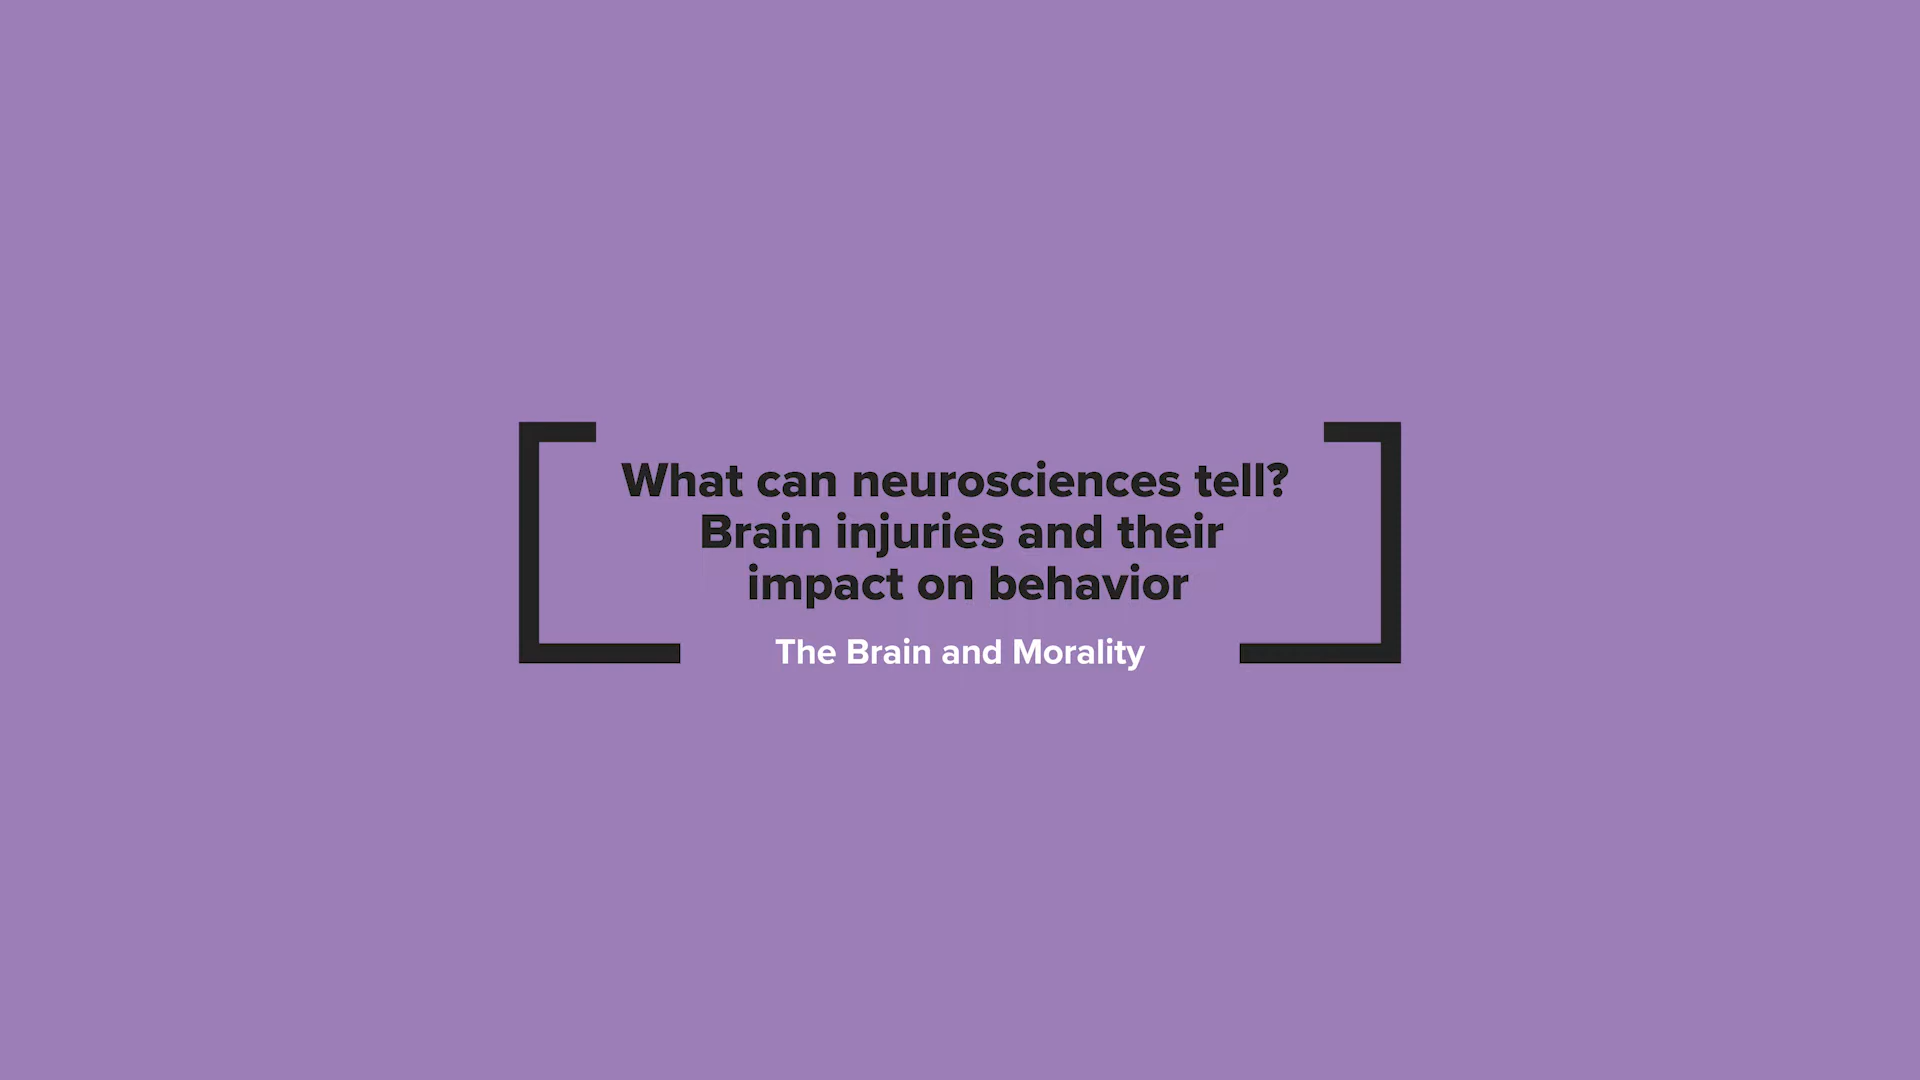 What can neurosciences tell?
Brain injuries and their
impact on behavior
The Brain and Morality